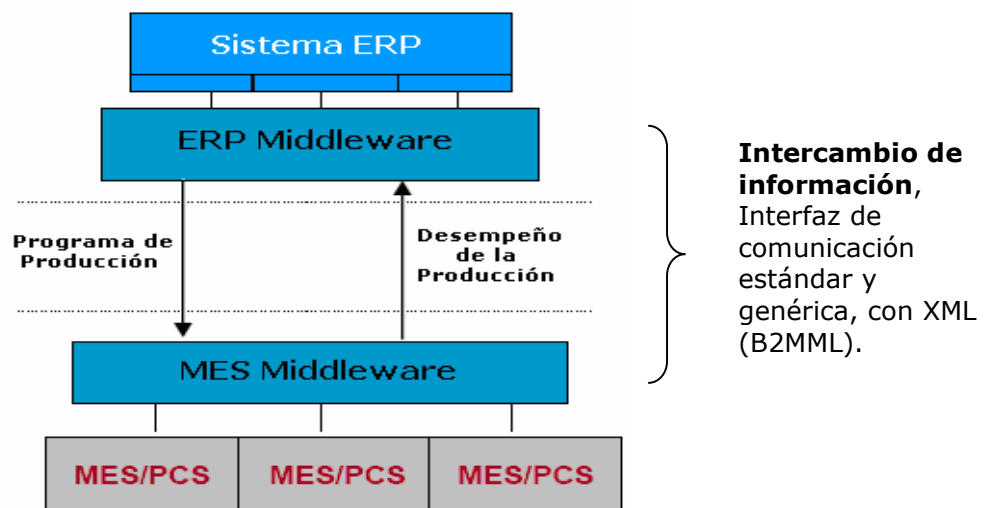 Sistema ERP
ERP Middleware
Programa de
Producción
Desempeño
de la
Producción
MES Middleware
MES/PCS
MES/PCS
MES/PCS
Intercambio de
información,
Interfaz de
comunicación
estándar y
genérica, con XML
(B2MML).